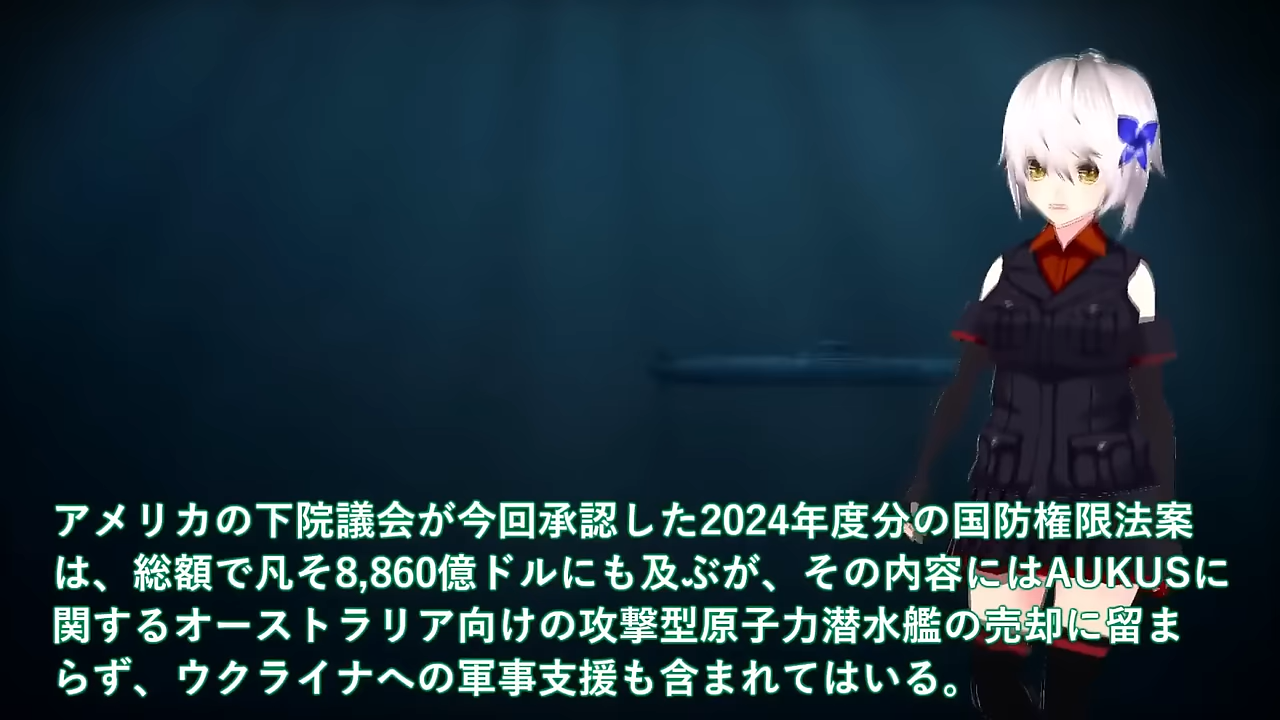 アメリカの下院議会が今回承認した2024年度分の国防権限法案
は、総額で凡そ8,860億ドルにも及ぶが、その内容にはAUKUSに
関するオーストラリア向けの攻撃型原子力潜水艦の売却に留ま
らず、ウクライナへの軍事支援も含まれてはいる。